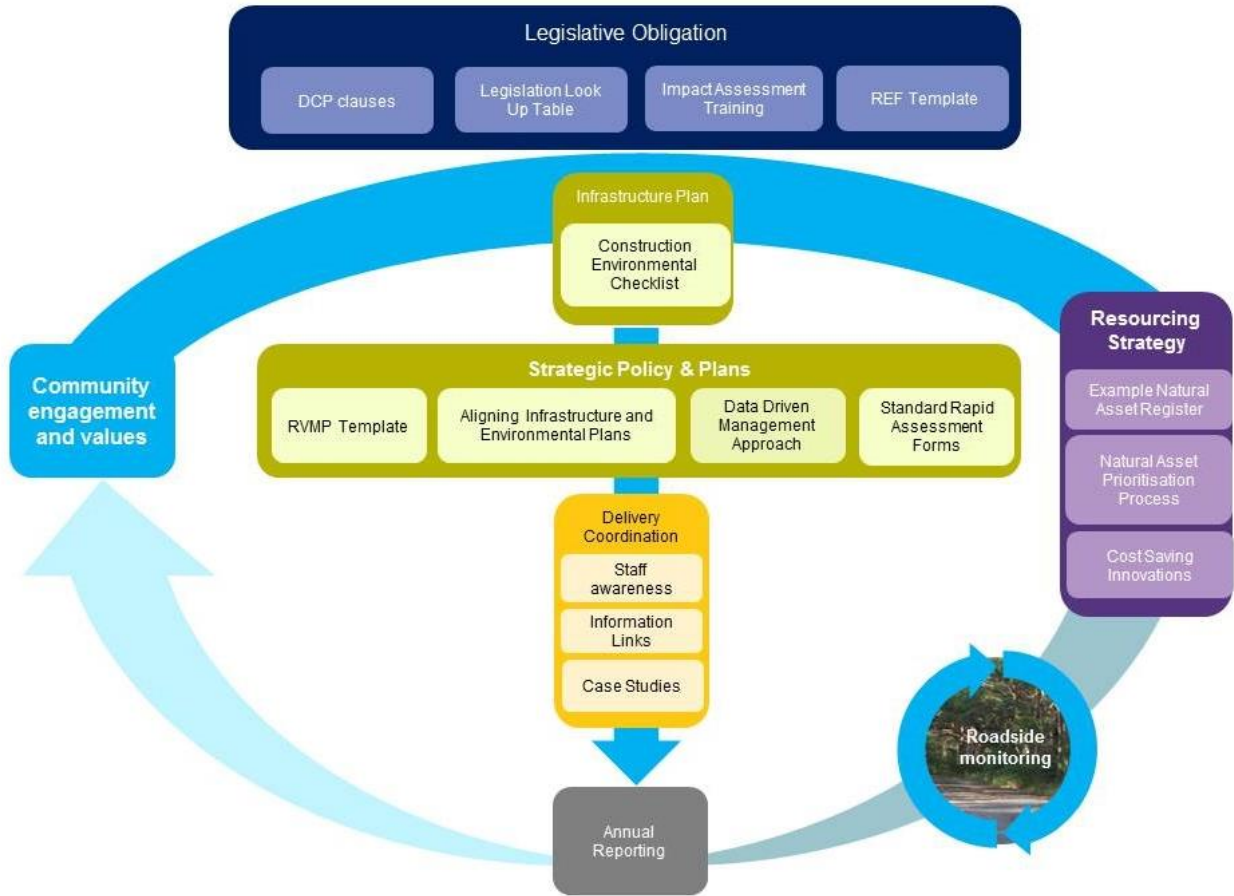 Legislative Obligation
DCP clauses
Legislation Look
Up Table
Impact Assessment
Training
REF Template
Infrastructure Plan
Construction
Environmental
Checklist
Community
engagement
and values
Strategic Policy & Plans
RVMP Template
Aligning Infrastructure and
Environmental Plans
Data Driven
Management
Approach
Standard Rapid
Assessment
Forms
Resourcing
Strategy
Example Natural
Asset Register
Natural Asset
Prioritisation
Process
Cost Saving
Innovations
Delivery
Coordination
Staff
awareness
Information
Links
Case Studies
Roadside
monitoring
Annual
Reporting